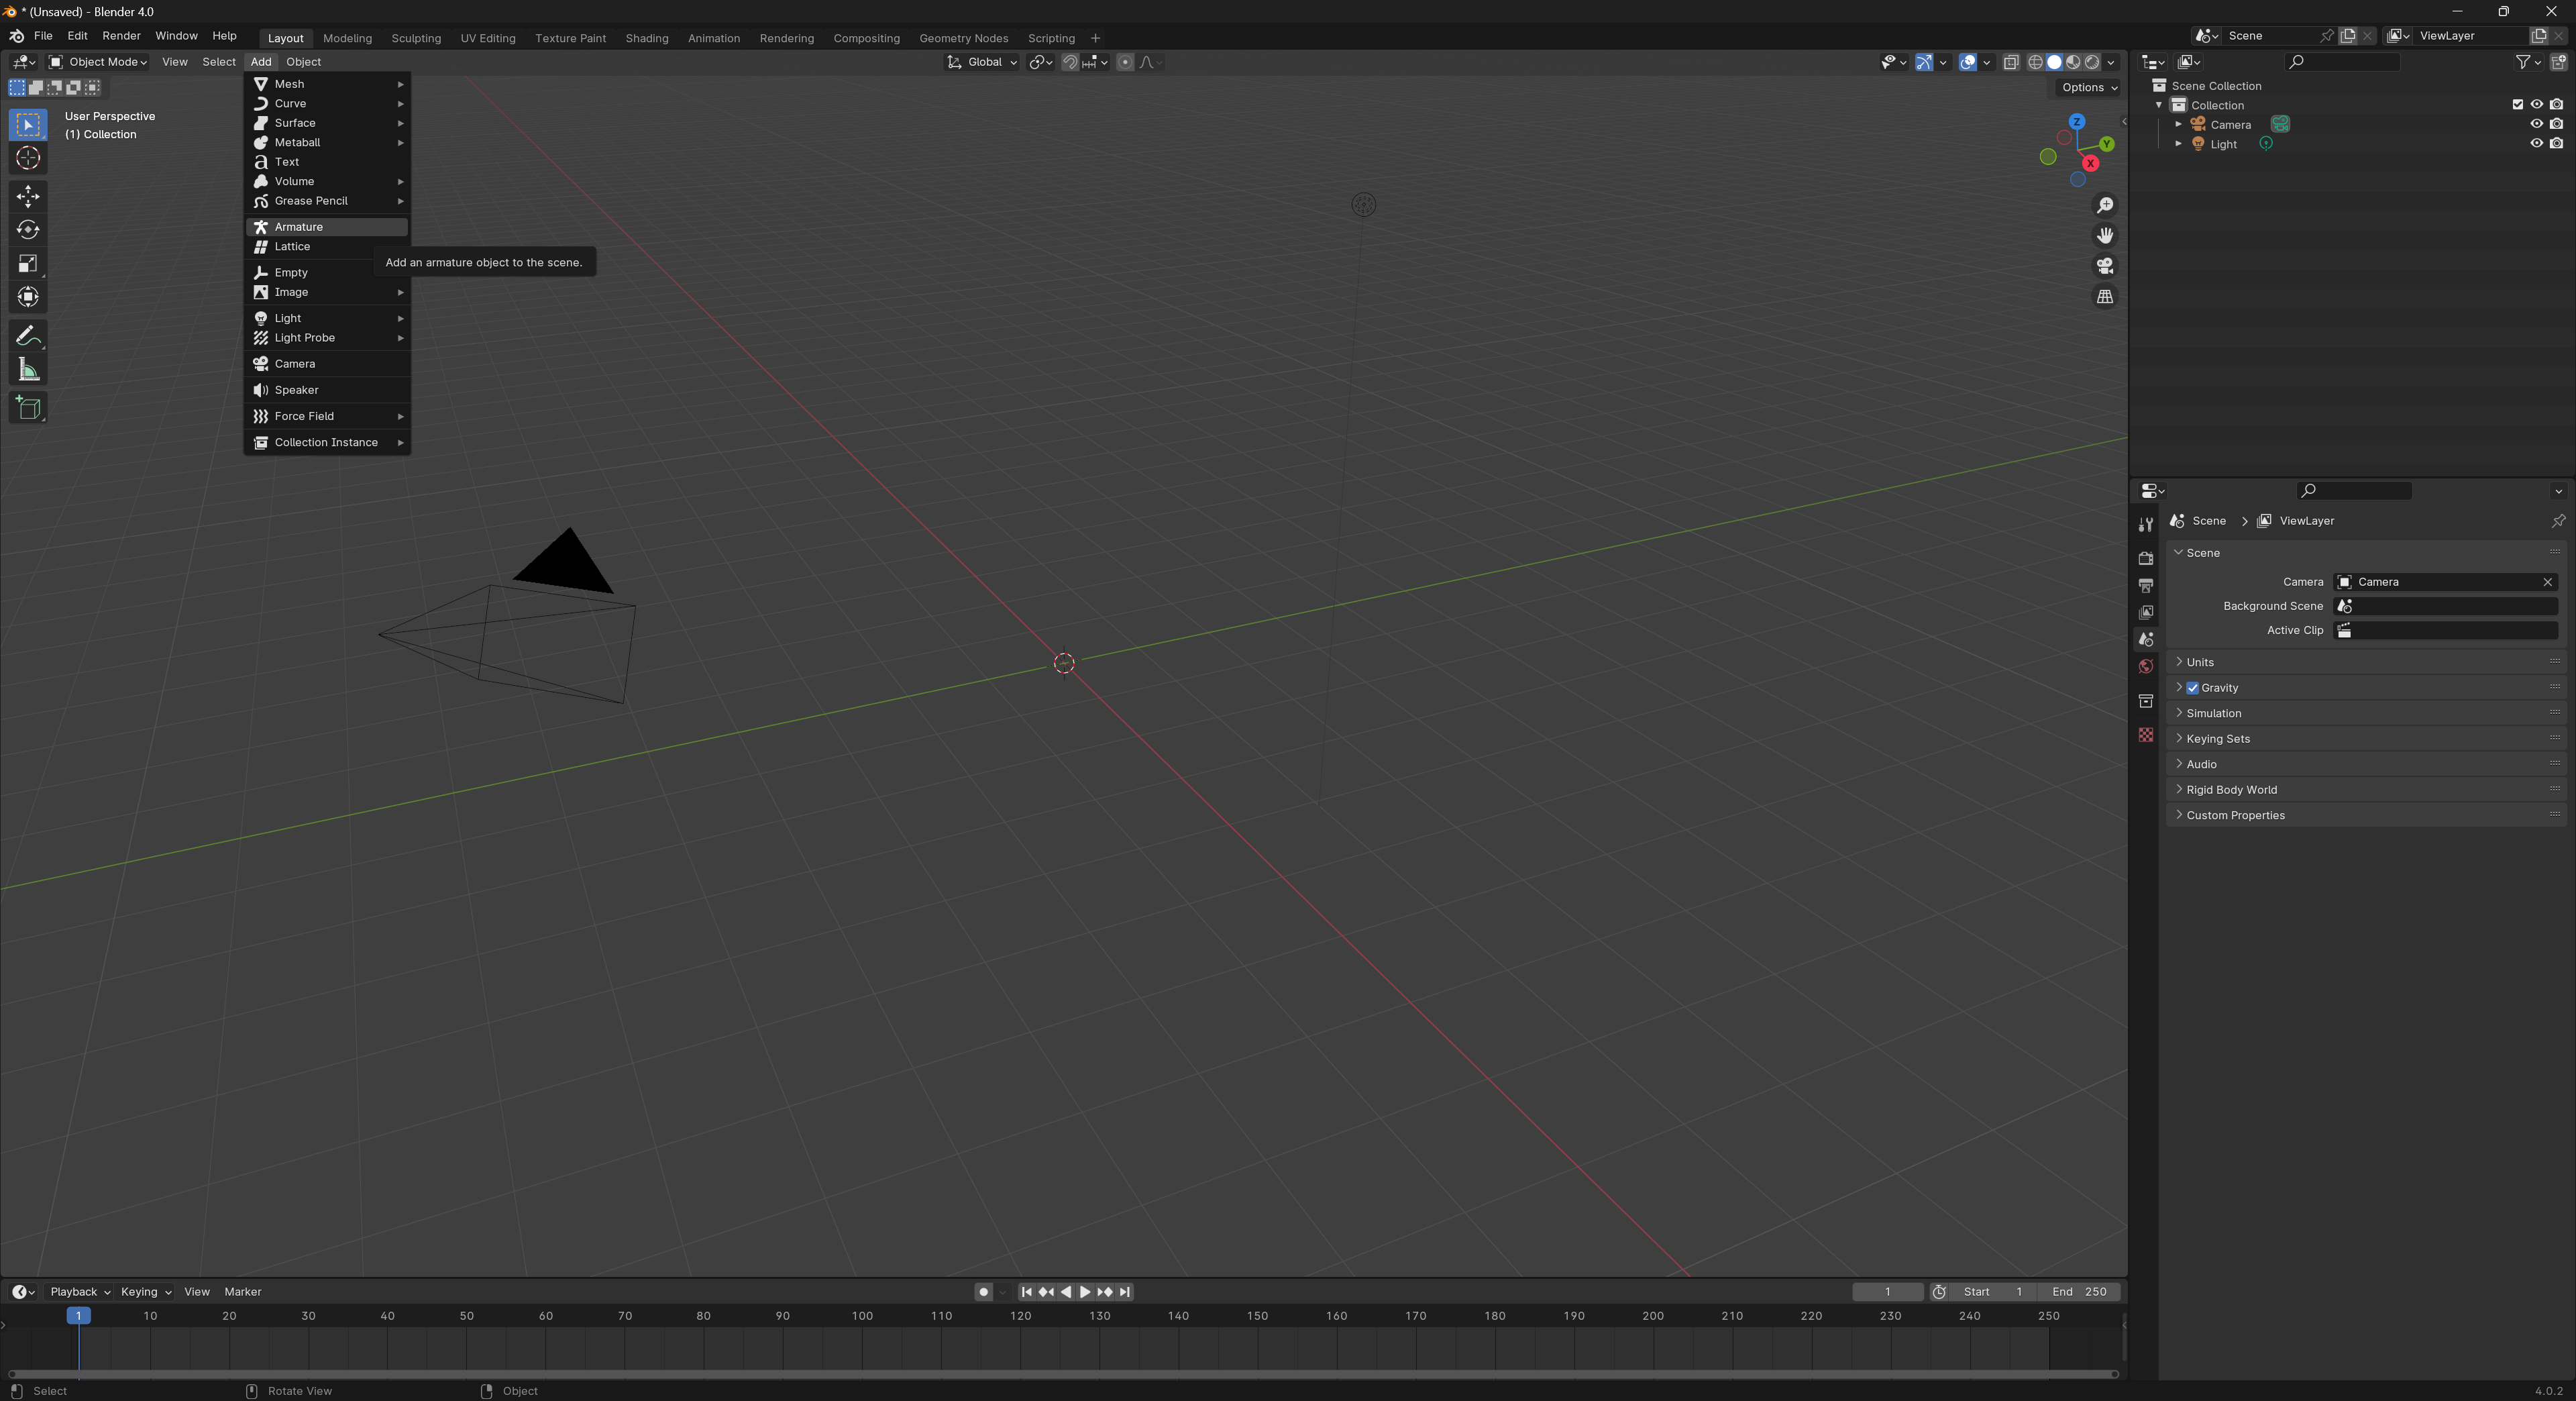 * (Unsaved) - Blender 4.0
File Edit Render Window Help Layout Modeling Sculpting UV Editing Texture Paint Shading Animation Rendering Compositing Geometry Nodes Scripting + Scene ViewLayer
Object Mode View Select Add Object Global
Options
User Perspective
(1) Collection
Mesh
Curve
Surface
Metaball
Text
Volume
Grease Pencil
Armature
Lattice
Add an armature object to the scene.
Empty
Image
Light
Light Probe
Camera
Speaker
Force Field
Collection Instance
Z
Y
X
Scene Collection
Collection
Camera
Light
Scene ViewLayer
Scene
Camera Camera
Background Scene
Active Clip
Units
Gravity
Simulation
Keying Sets
Audio
Rigid Body World
Custom Properties
Playback Keying View Marker 1 Start 1 End 250
1 10 20 30 40 50 60 70 80 90 100 110 120 130 140 150 160 170 180 190 200 210 220 230 240 250
Select Rotate View Object 4.0.2